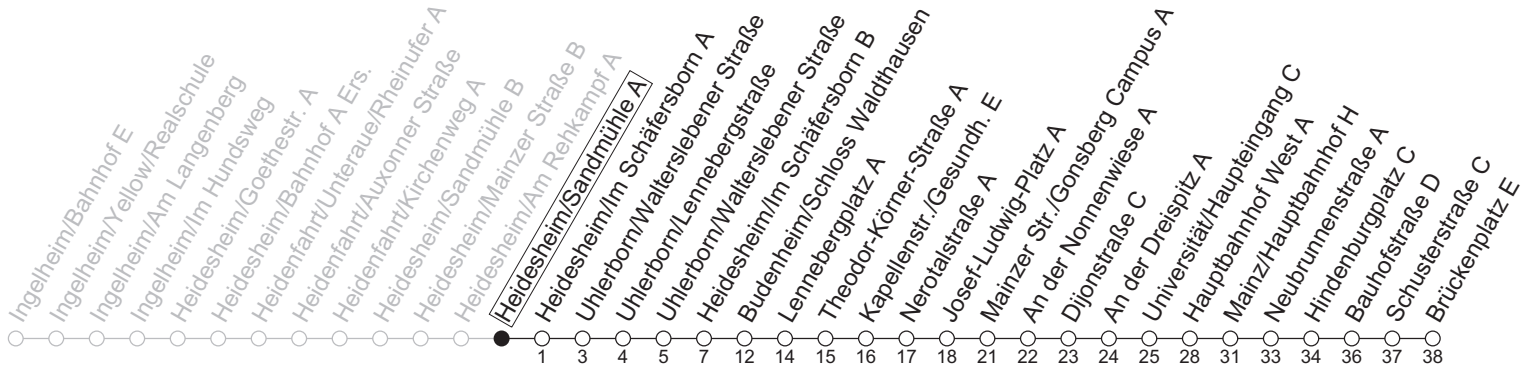 Ingelheim/Bahnhof E
Ingelheim/Yellow/Realschule
Ingelheim/Am Langenberg
Ingelheim/Im Hundsweg
Heidesheim/Goethestr. A
Heidesheim/Bahnhof A Ers.
Heidenfahrt/Unteraue/Rheinufer A
Heidenfahrt/Auxonner Straße
Heidenfahrt/Kirchenweg A
Heidesheim/Sandmühle B
Heidesheim/Mainzer Straße B
Heidesheim/Am Rehkampf A
Heidesheim/Sandmühle A
Heidesheim/Im Schäfersborn A
Uhlerborn/Walterslebener Straße
Uhlerborn/Lennebergstraße
Uhlerborn/Walterslebener Straße
Heidesheim/Im Schäfersborn B
Budenheim/Schloss Waldthausen
Lennebergplatz A
Theodor-Körner-Straße A
Kapellenstr./Gesundh. E
Nerotalstraße A
Josef-Ludwig-Platz A
Mainzer Str./Gonsberg Campus A
An der Nonnenwiese A
Dijonstraße C
An der Dreispitz A
Universität/Haupteingang C
Hauptbahnhof West A
Mainz/Hauptbahnhof H
Neubrunnenstraße A
Hindenburgplatz C
Bauhofstraße D
Schusterstraße C
Brückenplatz E
1 3 4 5 7 12 14 15 16 17 18 21 22 23 24 25 28 31 33 34 36 37 38